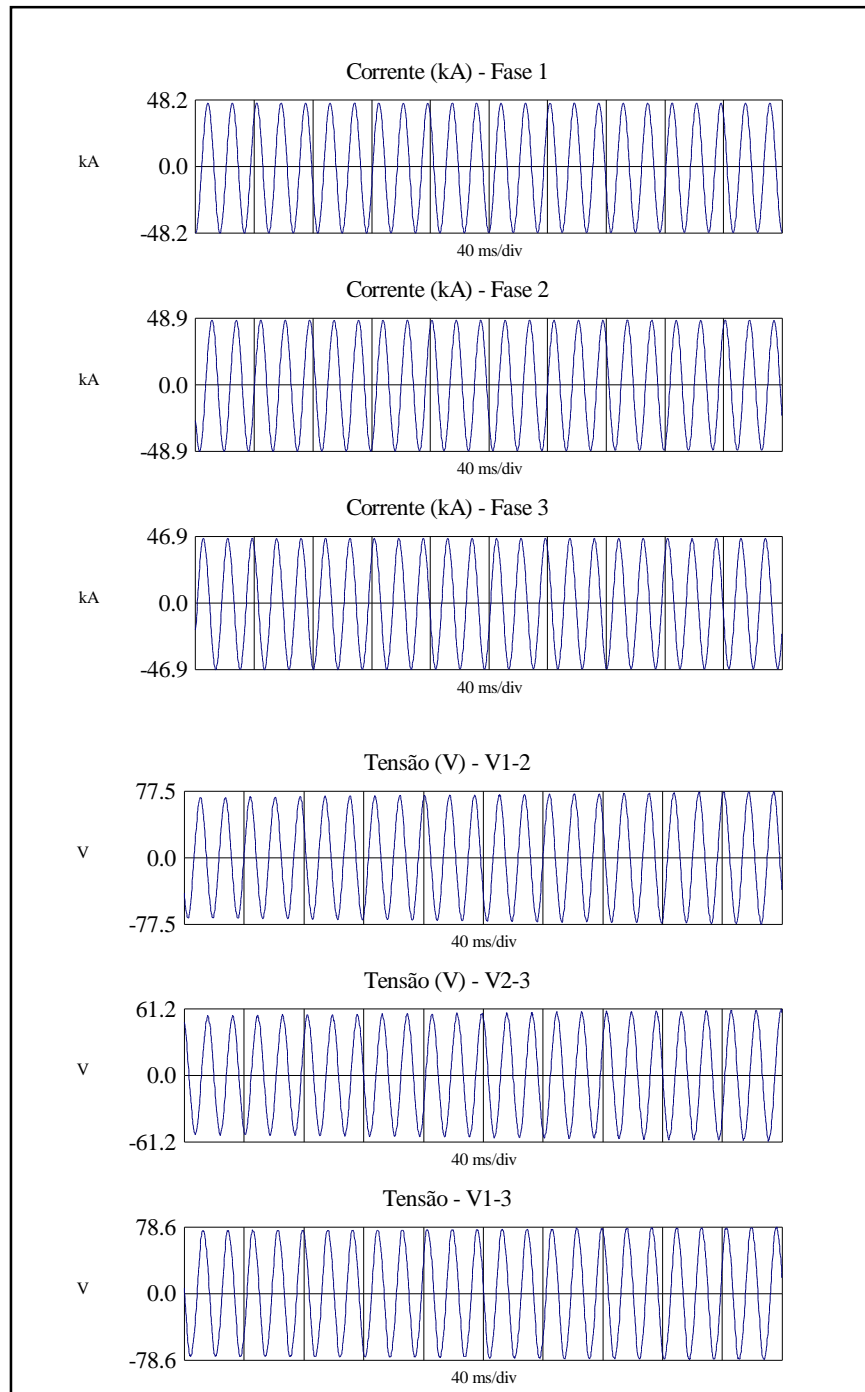 Corrente (kA) - Fase 1
48.2
kA
0.0
-48.2
40 ms/div
Corrente (kA) - Fase 2
48.9
kA
0.0
-48.9
40 ms/div
Corrente (kA) - Fase 3
46.9
kA
0.0
-46.9
40 ms/div
Tensão (V) - V1-2
77.5
V
0.0
-77.5
40 ms/div
Tensão (V) - V2-3
61.2
V
0.0
-61.2
40 ms/div
Tensão - V1-3
78.6
V
0.0
-78.6
40 ms/div